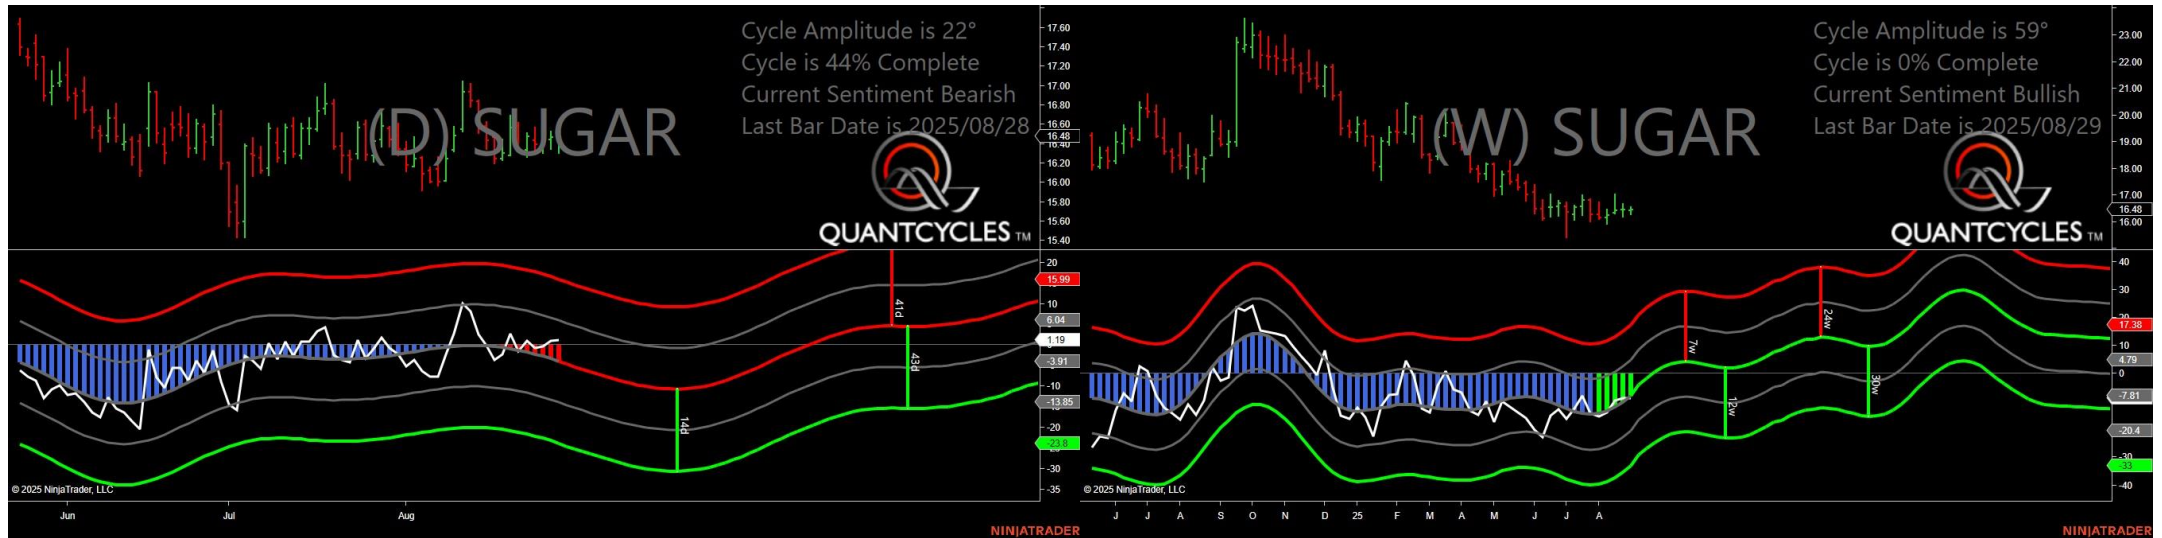 Cycle Amplitude is 22°
Cycle is 44% Complete
Current Sentiment Bearish
Last Bar Date is 2025/08/28
(D) SUGAR
QUANTCYCLES TM
17.60
17.40
17.20
17.00
16.80
16.60
16.48
16.40
16.20
16.00
15.80
15.60
15.40
20
15.99
10
6.04
1.19
-3.91
-10
-13.85
-20
-23.8
-30
-35
41d
43d
14d
© 2025 NinjaTrader, LLC
Jun
Jul
Aug
NINJATRADER
Cycle Amplitude is 59°
Cycle is 0% Complete
Current Sentiment Bullish
Last Bar Date is 2025/08/29
(W) SUGAR
QUANTCYCLES TM
23.00
22.00
21.00
20.00
19.00
18.00
17.00
16.48
16.00
40
30
20
17.38
10
4.79
0
-7.81
-20.4
-30
-33
-40
7w
24w
12w
30w
© 2025 NinjaTrader, LLC
J
J
A
S
O
N
D
25
F
M
A
M
J
J
A
NINJATRADER